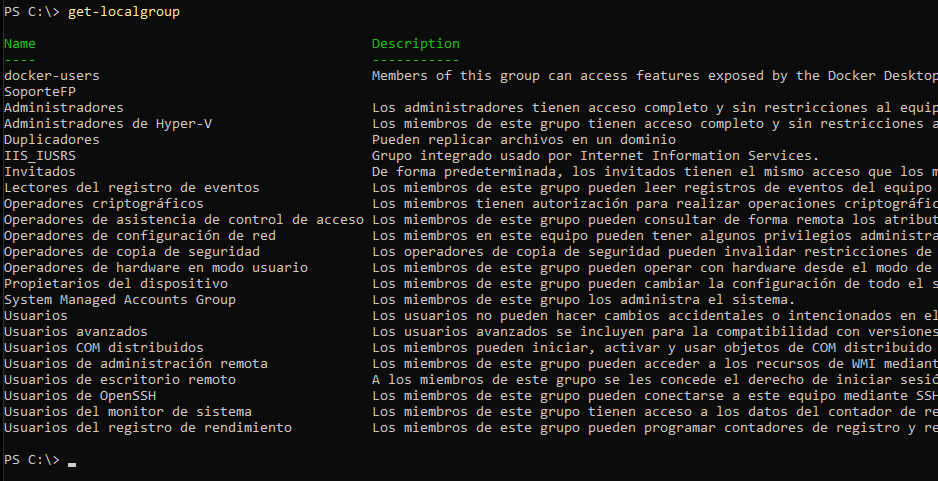 PS C:\> get-localgroup
Name Description
---- -----------
docker-users Members of this group can access features exposed by the Docker Desktop
SoporteFP
Administradores Los administradores tienen acceso completo y sin restricciones al equip
Administradores de Hyper-V Los miembros de este grupo tienen acceso completo y sin restricciones a
Duplicadores Pueden replicar archivos en un dominio
IIS_IUSRS Grupo integrado usado por Internet Information Services.
Invitados De forma predeterminada, los invitados tienen el mismo acceso que los m
Lectores del registro de eventos Los miembros de este grupo pueden leer registros de eventos del equipo
Operadores criptográficos Los miembros tienen autorización para realizar operaciones criptográfic
Operadores de asistencia de control de acceso Los miembros de este grupo pueden consultar de forma remota los atribut
Operadores de configuración de red Los miembros en este equipo pueden tener algunos privilegios administra
Operadores de copia de seguridad Los operadores de copia de seguridad pueden invalidar restricciones de
Operadores de hardware en modo usuario Los miembros de este grupo pueden operar con hardware desde el modo de
Propietarios del dispositivo Los miembros de este grupo pueden cambiar la configuración de todo el s
System Managed Accounts Group Los miembros de este grupo los administra el sistema.
Usuarios Los usuarios no pueden hacer cambios accidentales o intencionados en el
Usuarios avanzados Los usuarios avanzados se incluyen para la compatibilidad con versiones
Usuarios COM distribuidos Los miembros pueden iniciar, activar y usar objetos de COM distribuido
Usuarios de administración remota Los miembros de este grupo pueden acceder a los recursos de WMI mediant
Usuarios de escritorio remoto A los miembros de este grupo se les concede el derecho de iniciar sesió
Usuarios de OpenSSH Los miembros de este grupo pueden conectarse a este equipo mediante SSH
Usuarios del monitor de sistema Los miembros de este grupo tienen acceso a los datos del contador de re
Usuarios del registro de rendimiento Los miembros de este grupo pueden programar contadores de registro y re
PS C:\>